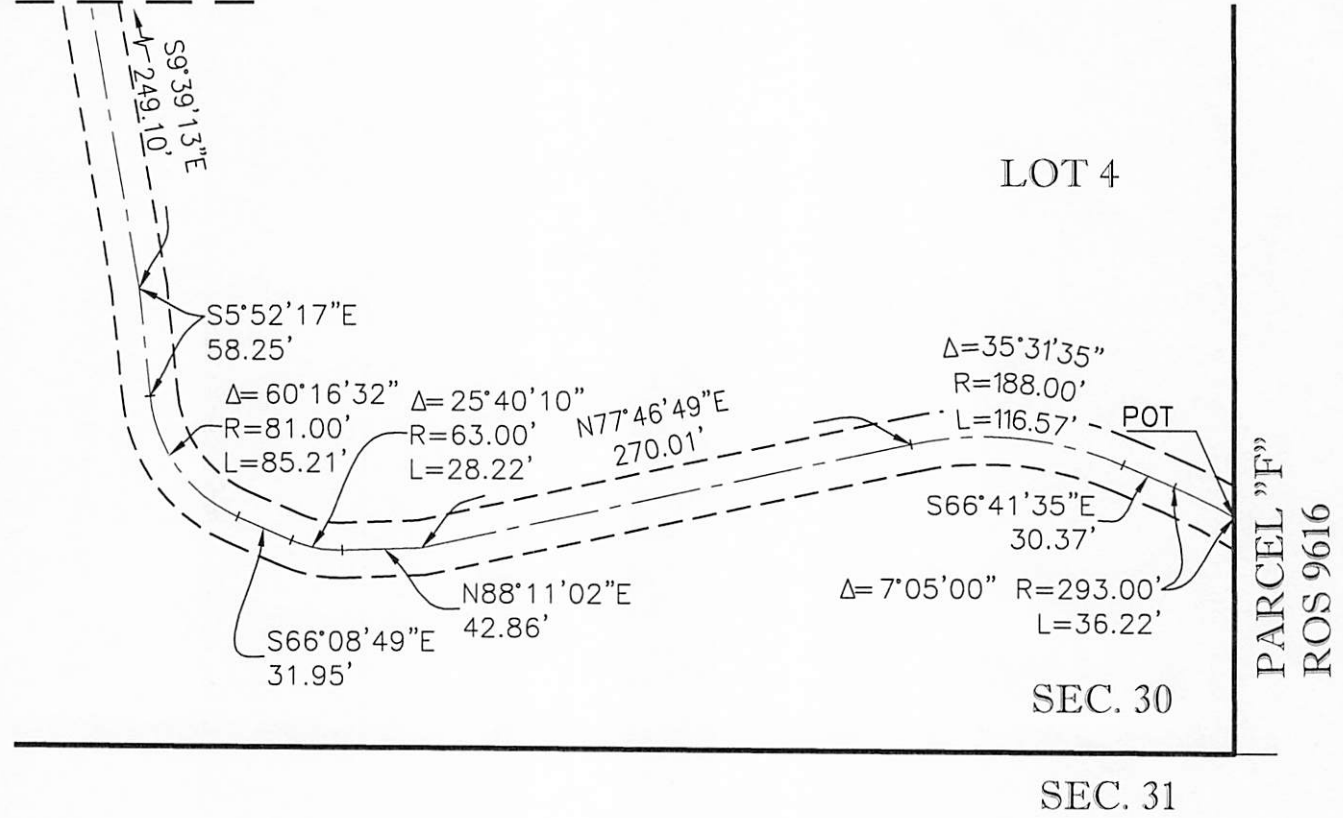 S9°39'13"E
249.10'
LOT 4
S5°52'17"E
58.25'
Δ=60°16'32"
R=81.00'
L=85.21'
Δ=25°40'10"
R=63.00'
L=28.22'
N77°46'49"E
270.01'
Δ=35°31'35"
R=188.00'
L=116.57'
POT
S66°41'35"E
30.37'
Δ=7°05'00" R=293.00'
L=36.22'
N88°11'02"E
42.86'
S66°08'49"E
31.95'
PARCEL "F"
ROS 9616
SEC. 30
SEC. 31